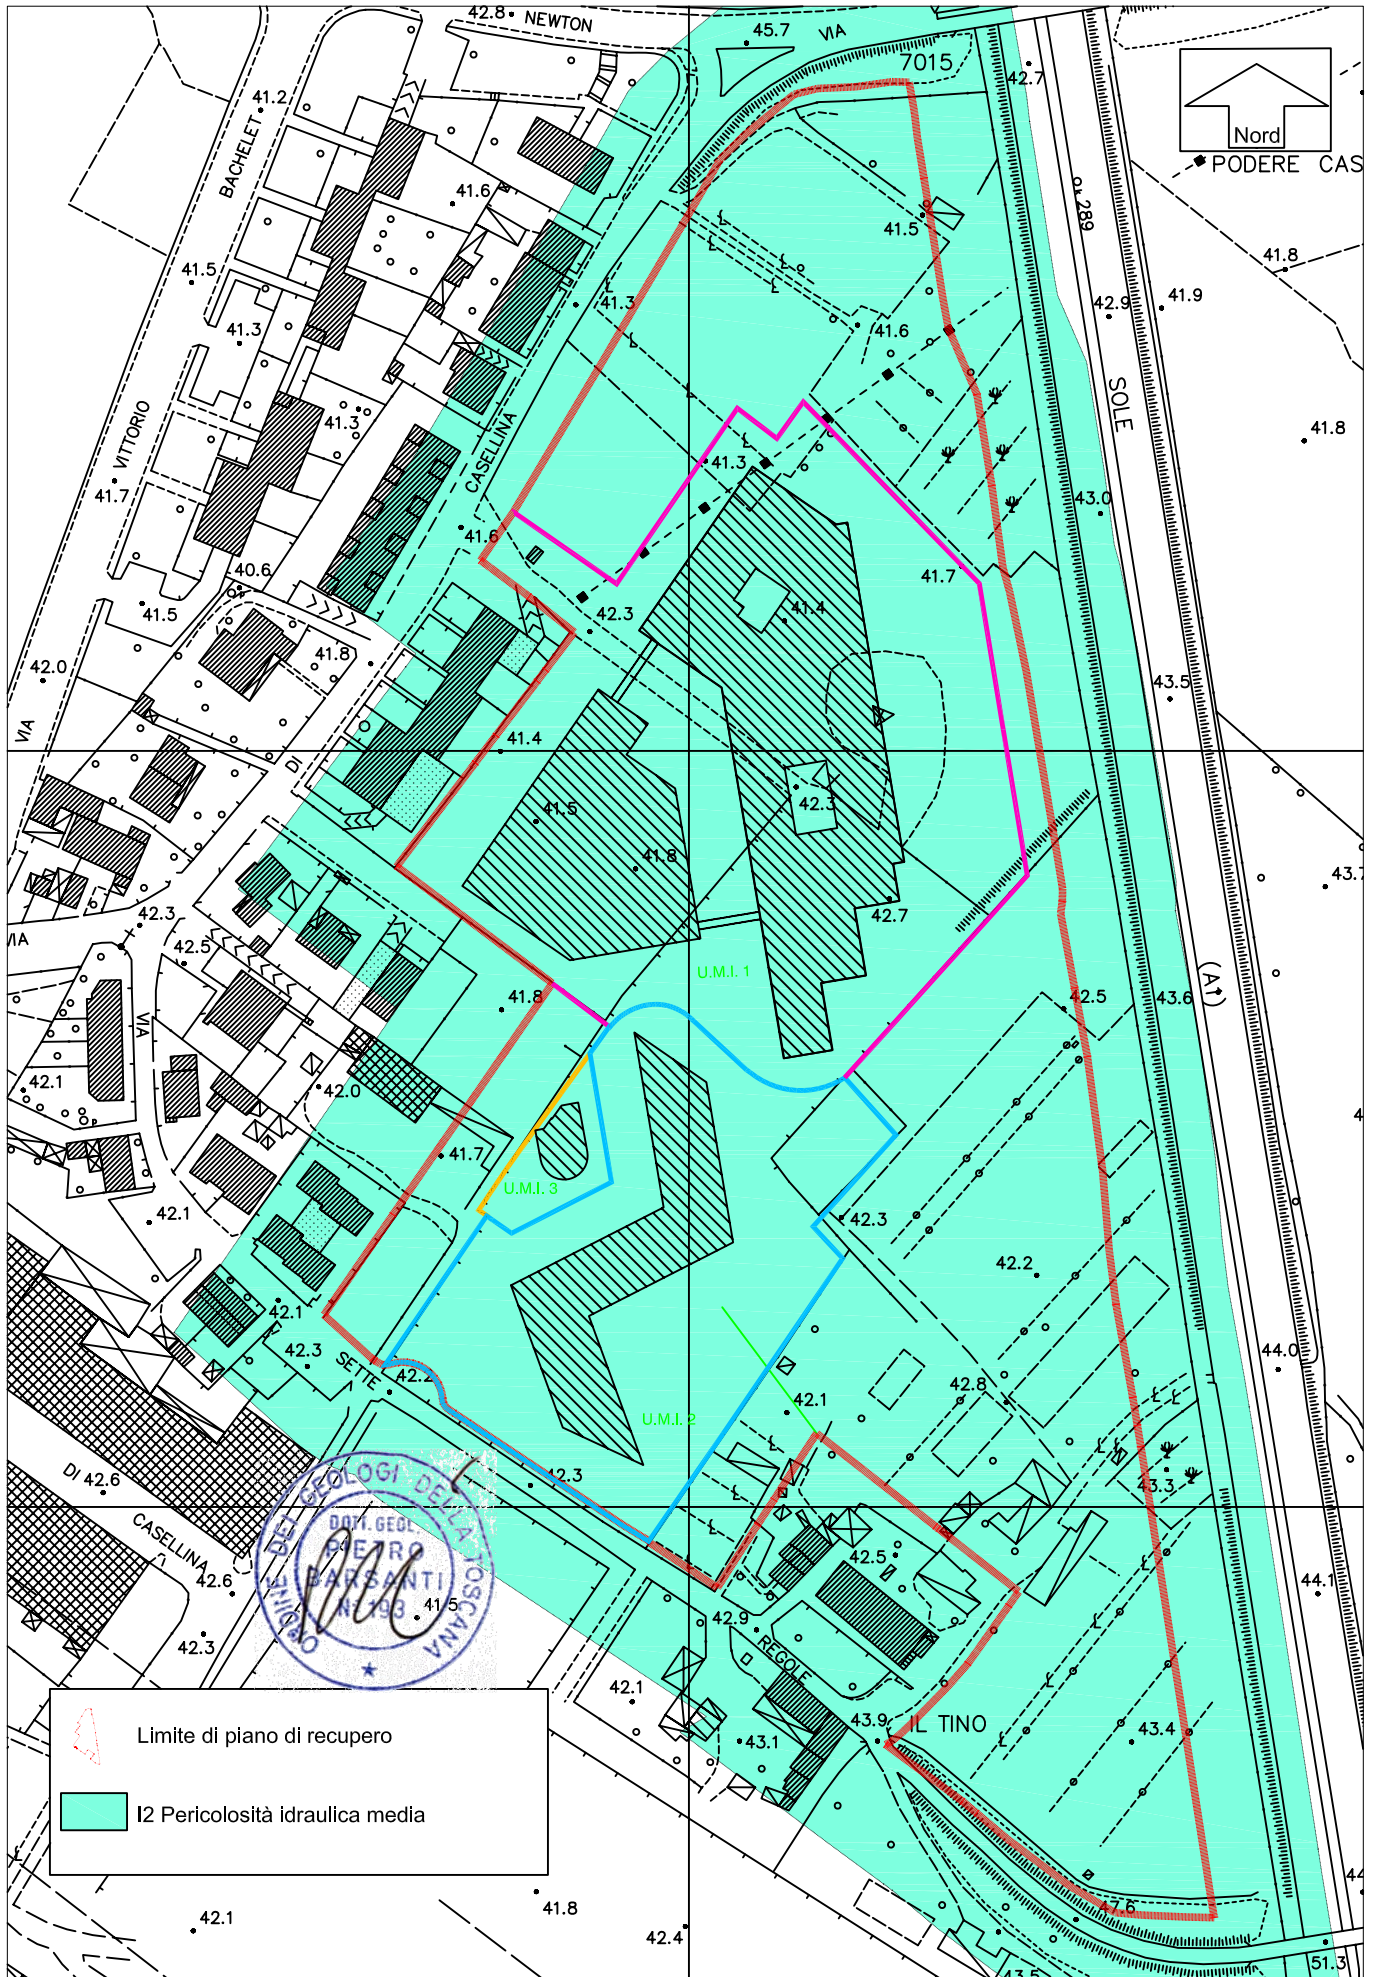 42.8
NEWTON
45.7
VIA
7015
42.7
Nord
PODERE CAS
41.2
BACHELET
41.6
41.5
289
41.8
41.5
41.3
41.3
41.6
42.9
41.9
SOLE
VITTORIO
41.3
CASELLINA
41.3
41.8
41.7
43.0
41.6
40.6
41.7
41.5
41.4
42.3
41.8
42.0
43.5
VIA
DI
41.4
42.3
41.5
41.8
43.7
42.7
42.3
VIA
42.5
U.M.I. 1
(A1)
41.8
42.5
43.6
VIA
42.1
42.0
41.7
U.M.I. 3
42.1
42.3
42.2
42.1
42.3
SETTE
42.2
44.0
42.8
42.1
U.M.I. 2
DI 42.6
42.3
43.3
CASELLINA
42.5
42.6
44.1
41.5
42.3
42.9
REGOLE
42.1
43.9
IL TINO
43.1
43.4
ORDINE DEI GEOLOGI DELLA TOSCANA
DOTT. GEOL.
PIETRO
BARSANTI
N° 193
Limite di piano di recupero
I2 Pericolosità idraulica media
41.8
42.1
42.4
47.6
51.3
43.5